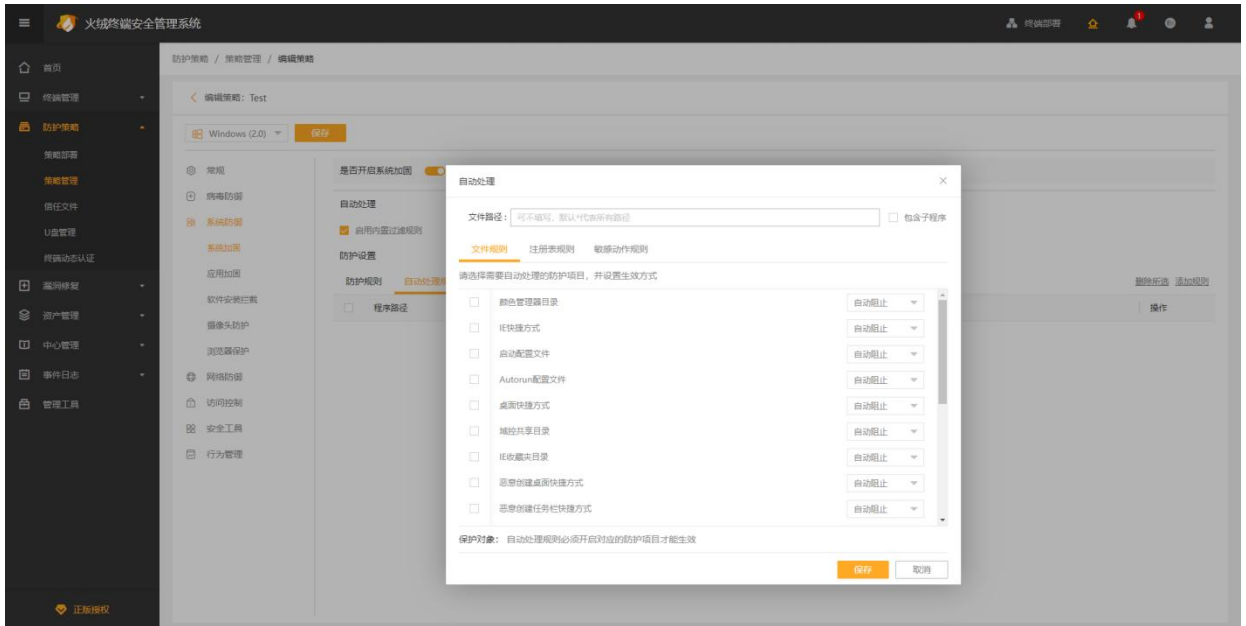 火绒终端安全管理系统
终端部署
1
首页
终端管理
防护策略
策略部署
策略管理
信任文件
U盘管理
终端动态认证
漏洞修复
资产管理
中心管理
事件日志
管理工具
正版授权
防护策略 / 策略管理 / 编辑策略
编辑策略: Test
Windows (2.0)
保存
常规
病毒防御
系统防御
系统加固
应用加固
软件安装拦截
摄像头防护
浏览器保护
网络防御
访问控制
安全工具
行为管理
是否开启系统加固
自动处理
启用内置过滤规则
防护设置
防护规则 自动处理
删除所选 添加规则
程序路径
操作
自动处理
文件路径: 可不填写,默认*代表所有路径
包含子程序
文件规则 注册表规则 敏感动作规则
请选择需要自动处理的防护项目,并设置生效方式
颜色管理器目录 自动阻止
IE快捷方式 自动阻止
启动配置文件 自动阻止
Autorun配置文件 自动阻止
桌面快捷方式 自动阻止
域控共享目录 自动阻止
IE收藏夹目录 自动阻止
恶意创建桌面快捷方式 自动阻止
恶意创建任务栏快捷方式 自动阻止
保护对象: 自动处理规则必须开启对应的防护项目才能生效
保存 取消